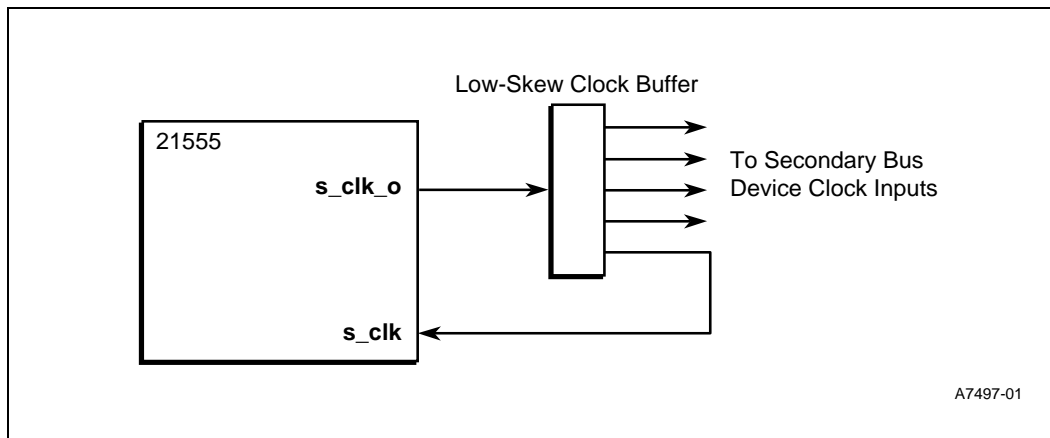 Low-Skew Clock Buffer
21555
s_clk_o
To Secondary Bus
Device Clock Inputs
s_clk
A7497-01